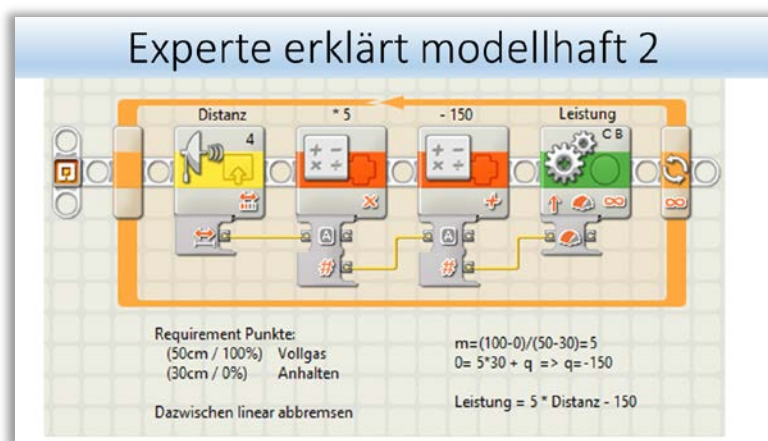 Experte erklärt modellhaft 2
Distanz * 5 - 150 Leistung
4 C B
A A
# #
Requirement Punkte:
(50cm / 100%) Vollgas
(30cm / 0%) Anhalten
Dazwischen linear abbremsen
m=(100-0)/(50-30)=5
0= 5*30 + q => q=-150
Leistung = 5 * Distanz - 150